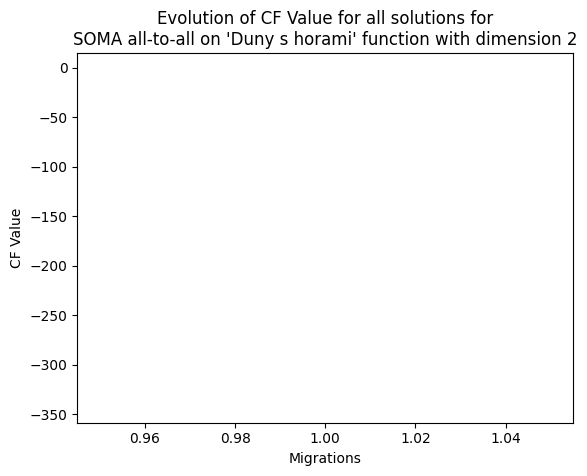 Evolution of CF Value for all solutions for
SOMA all-to-all on 'Duny s horami' function with dimension 2
0
−50
−100
−150
−200
−250
−300
−350
CF Value
0.96 0.98 1.00 1.02 1.04
Migrations